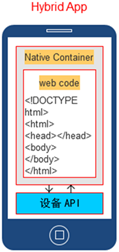 Hybrid App
Native Container
web code
<!DOCTYPE
html>
<html>
<head></head>
<body>
</body>
</html>
设备 API